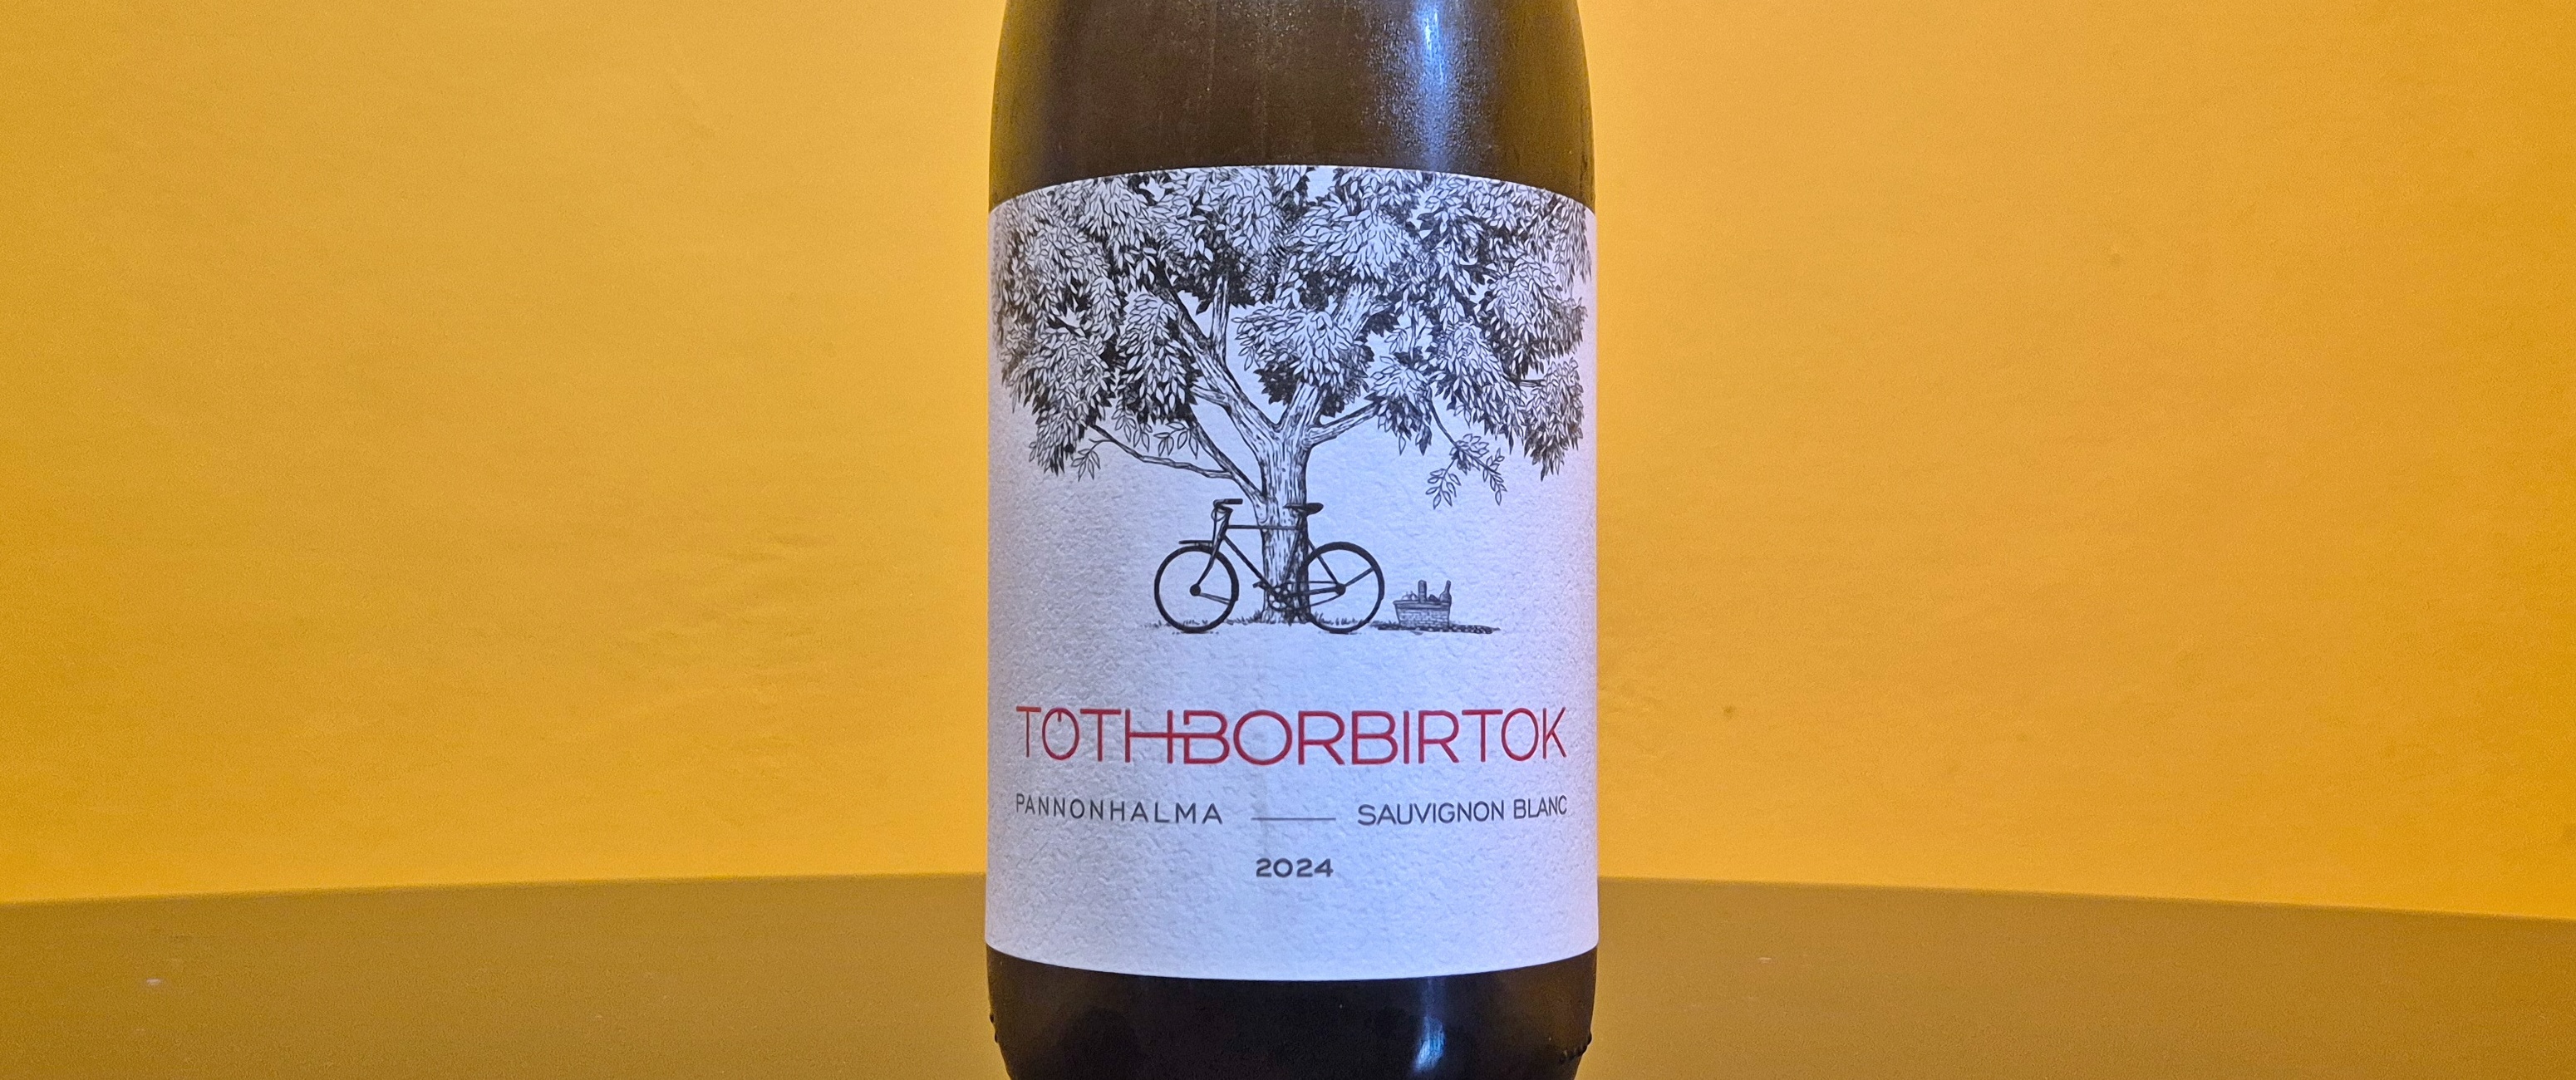 TÓTHBORBIRTOK
PANNONHALMA — SAUVIGNON BLANC
2024